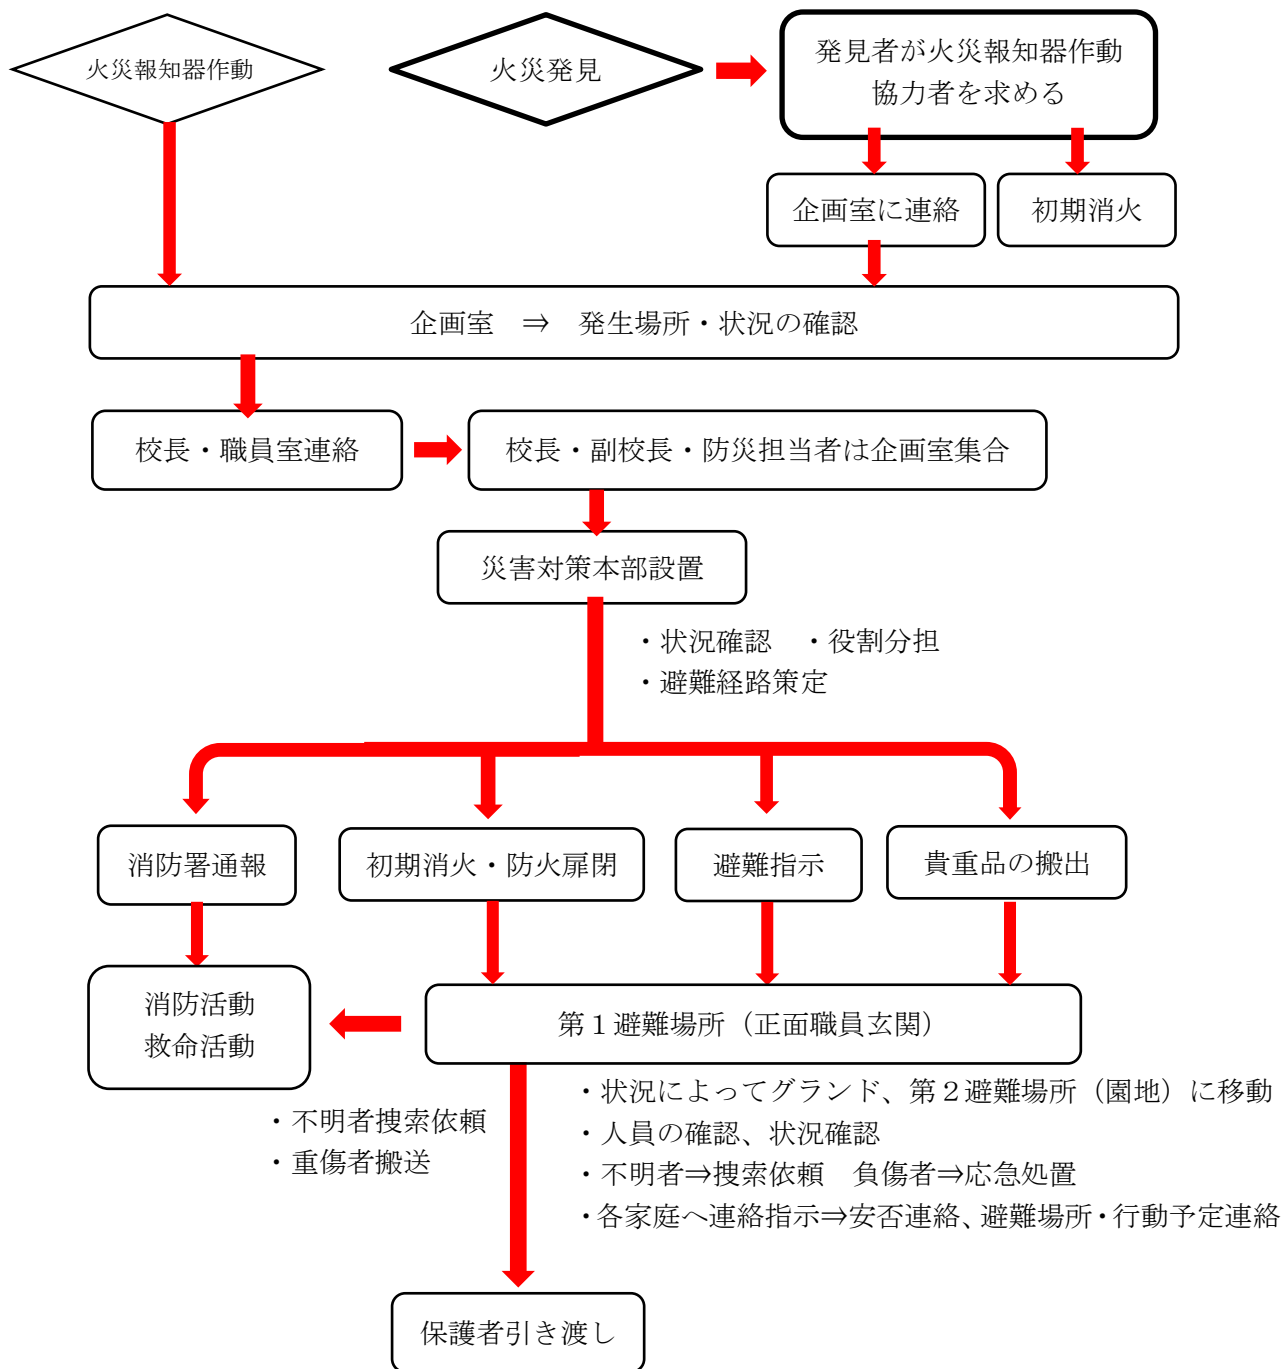 火災報知器作動
火災発見
発見者が火災報知器作動
協力者を求める
企画室に連絡
初期消火
企画室　⇒　発生場所・状況の確認
校長・職員室連絡
校長・副校長・防災担当者は企画室集合
災害対策本部設置
・状況確認　・役割分担
・避難経路策定
消防署通報
初期消火・防火扉閉
避難指示
貴重品の搬出
消防活動
救命活動
第１避難場所（正面職員玄関）
・不明者捜索依頼
・重傷者搬送
・状況によってグランド、第２避難場所（園地）に移動
・人員の確認、状況確認
・不明者⇒捜索依頼　負傷者⇒応急処置
・各家庭へ連絡指示⇒安否連絡、避難場所・行動予定連絡
保護者引き渡し